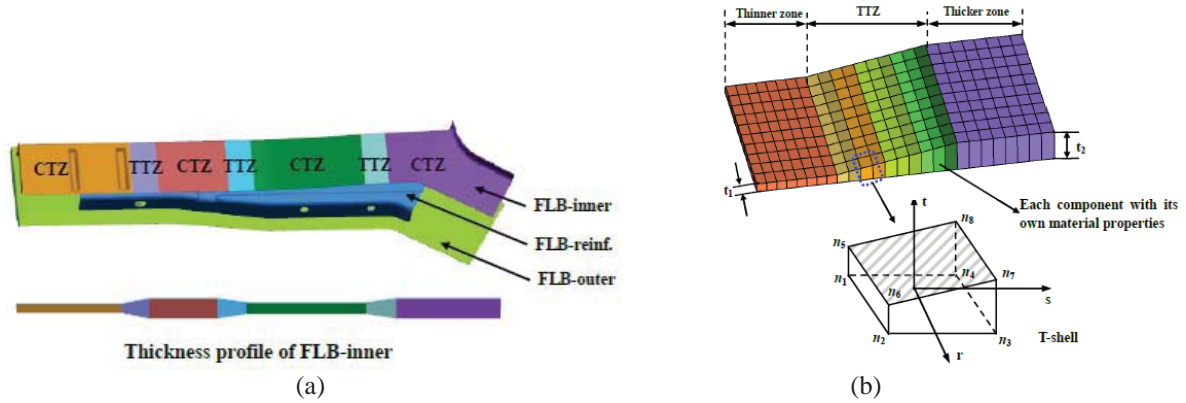 CTZ TTZ CTZ TTZ CTZ TTZ CTZ
FLB-inner
FLB-reinf.
FLB-outer
Thickness profile of FLB-inner
(a)
(b)
Thinner zone TTZ Thicker zone
t2
t1
Each component with its
own material properties
t
n8
n5
n1
n4
n7
n6
s
n2
n3
T-shell
r